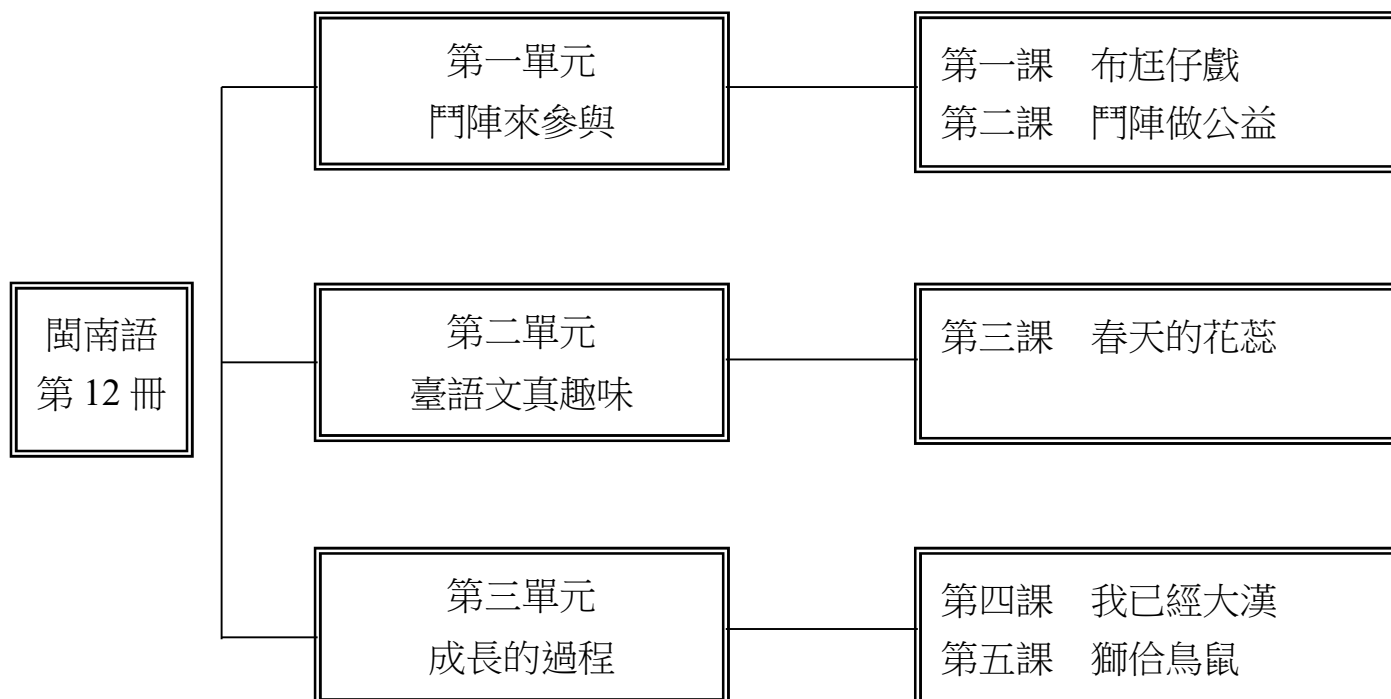 閩南語
第 12 冊
第一單元
鬥陣來參與
第一課　布尪仔戲
第二課　鬥陣做公益
第二單元
臺語文真趣味
第三課　春天的花蕊
第三單元
成長的過程
第四課　我已經大漢
第五課　獅佮鳥鼠